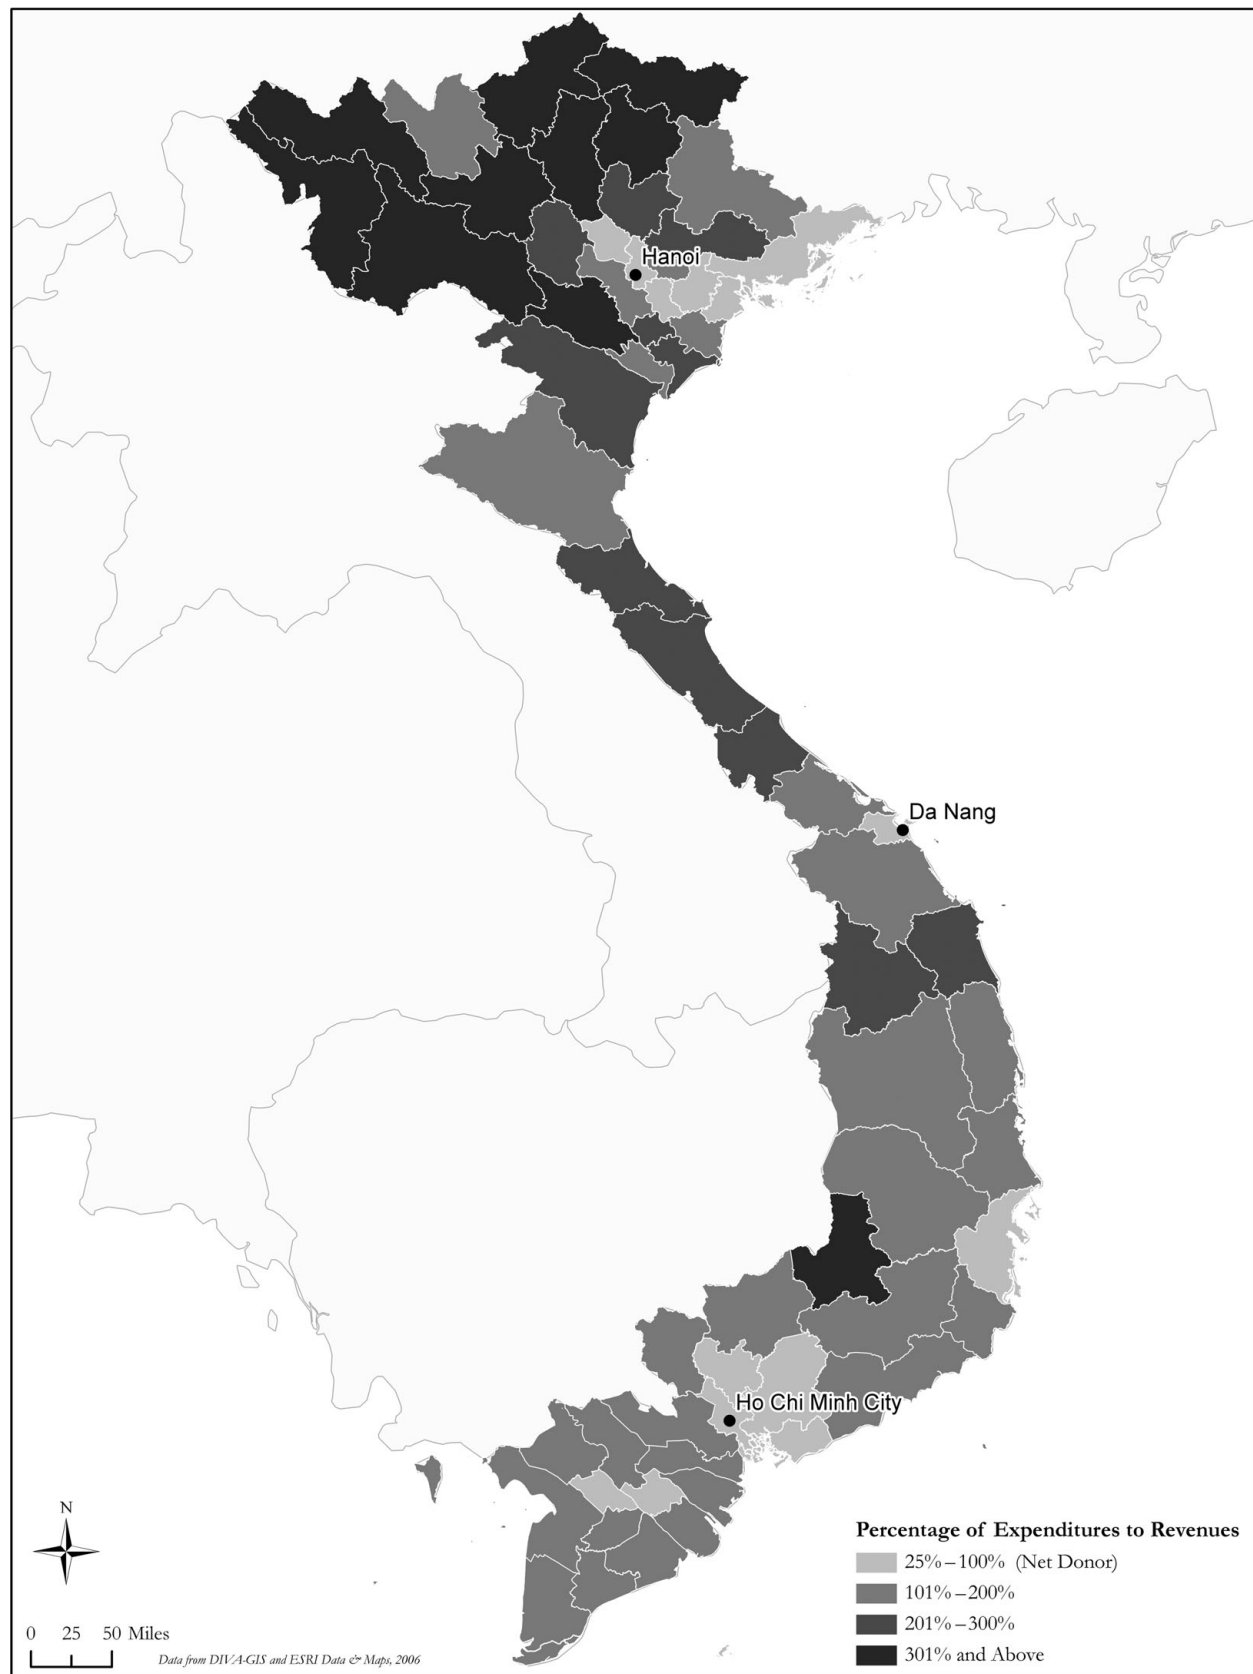 Hanoi
Da Nang
Ho Chi Minh City
N
0 25 50 Miles
Data from DIVA-GIS and ESRI Data & Maps, 2006
Percentage of Expenditures to Revenues
25%–100% (Net Donor)
101%–200%
201%–300%
301% and Above